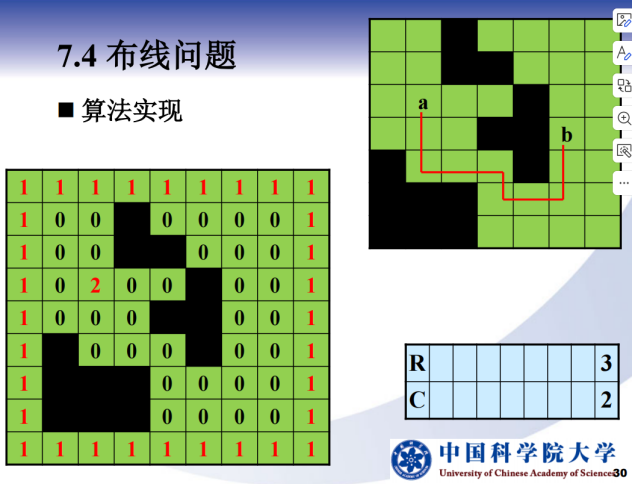 7.4 布线问题
■ 算法实现
a
b
1 1 1 1 1 1 1 1 1
1 0 0 0 0 0 0 1
1 0 0 0 0 0 1
1 0 2 0 0 0 0 1
1 0 0 0 0 0 1
1 0 0 0 0 0 1
1 0 0 0 0 1
1 0 0 0 0 1
1 1 1 1 1 1 1 1 1
R 3
C 2
中国科学院大学
University of Chinese Academy of Sciences
30